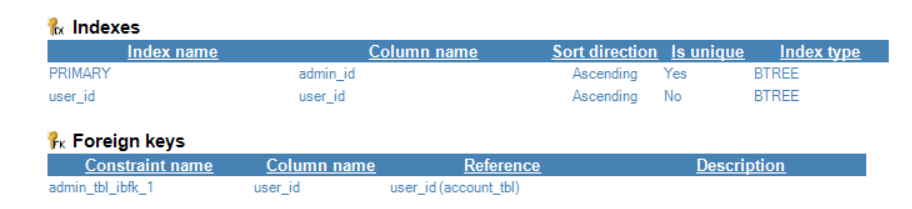 Indexes
Index name Column name Sort direction Is unique Index type
PRIMARY admin_id Ascending Yes BTREE
user_id user_id Ascending No BTREE
Foreign keys
Constraint name Column name Reference Description
admin_tbl_ibfk_1 user_id user_id (account_tbl)